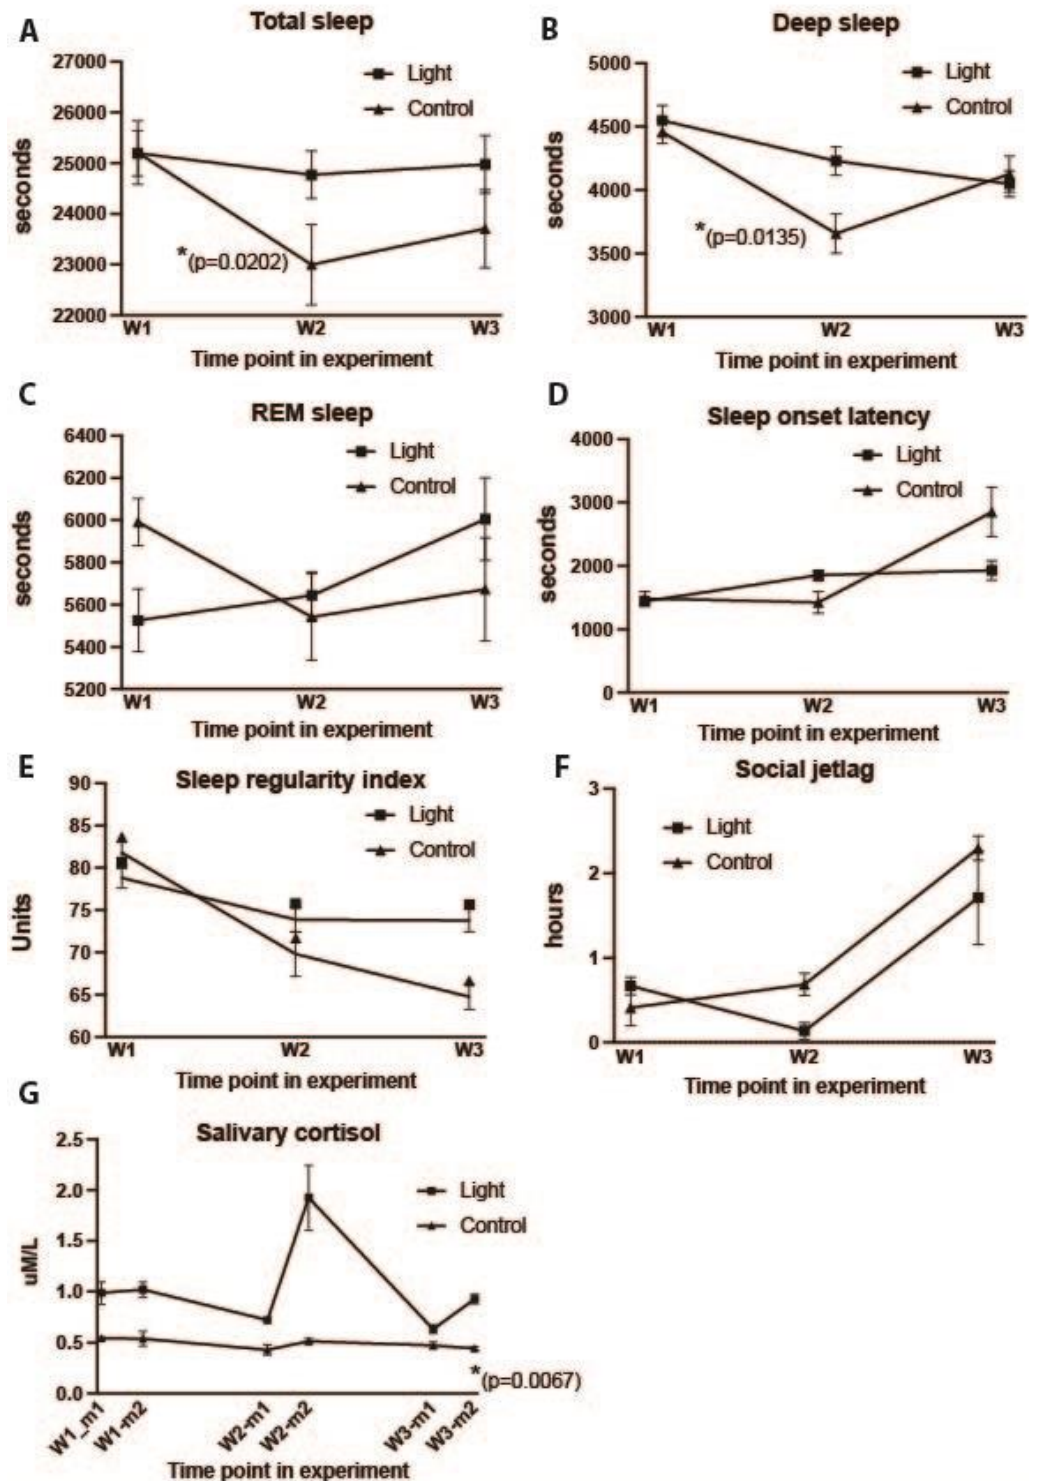 A
Total sleep
27000
26000
25000
24000
23000
22000
seconds
Light
Control
*(p=0.0202)
W1 W2 W3
Time point in experiment
B
Deep sleep
5000
4500
4000
3500
3000
seconds
Light
Control
*(p=0.0135)
W1 W2 W3
Time point in experiment
C
REM sleep
6400
6200
6000
5800
5600
5400
5200
seconds
Light
Control
W1 W2 W3
Time point in experiment
D
Sleep onset latency
4000
3000
2000
1000
0
seconds
Light
Control
W1 W2 W3
Time point in experiment
E
Sleep regularity index
90
85
80
75
70
65
60
Units
Light
Control
W1 W2 W3
Time point in experiment
F
Social jetlag
3
2
1
0
hours
Light
Control
W1 W2 W3
Time point in experiment
G
Salivary cortisol
2.5
2.0
1.5
1.0
0.5
0.0
uM/L
Light
Control
*(p=0.0067)
W1_m1 W1-m2 W2-m1 W2-m2 W3-m1 W3-m2
Time point in experiment